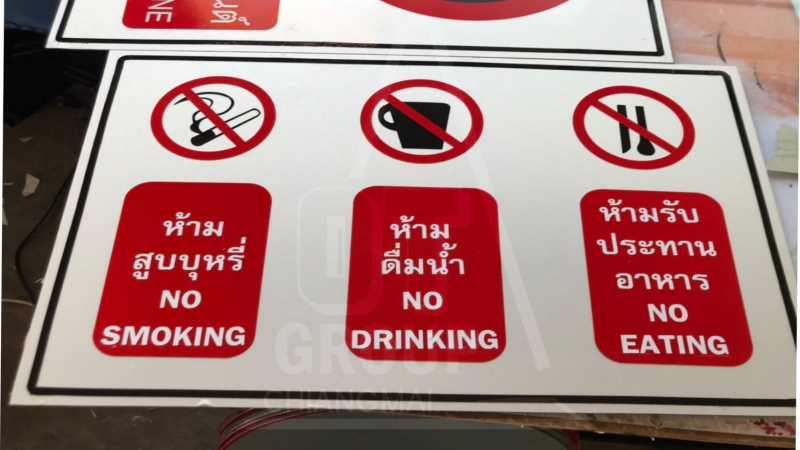 NE
ห้าม
สูบบุหรี่
NO
SMOKING
ห้าม
ดื่มน้ำ
NO
DRINKING
ห้ามรับ
ประทาน
อาหาร
NO
EATING
GROUP
CHIANGMAI